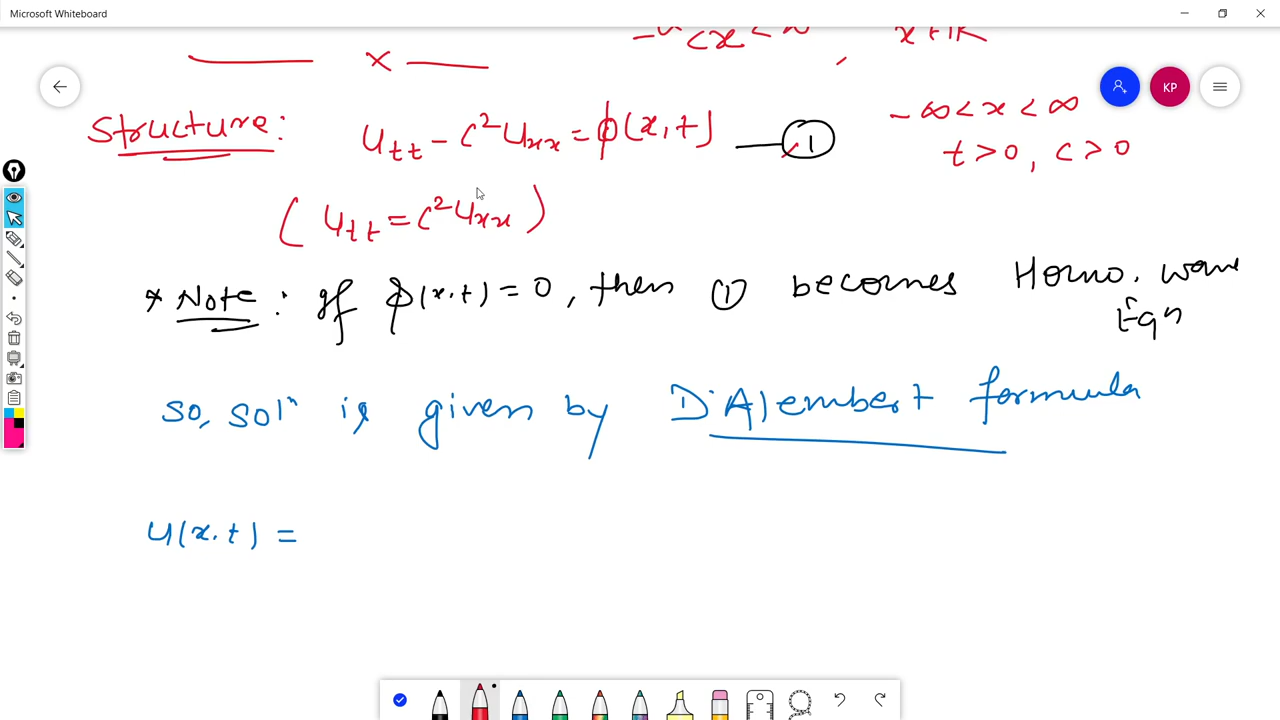 Microsoft Whiteboard
x
KP
Structure: u_tt - c²u_xx = ϕ(x,t) — ①
-∞ < x < ∞
t > 0, c > 0
( u_tt = c²u_xx )
* Note: If ϕ(x,t) = 0, then ① becomes Homo. wave
Eqⁿ
so, solⁿ is given by D'Alembert formula
u(x,t) =